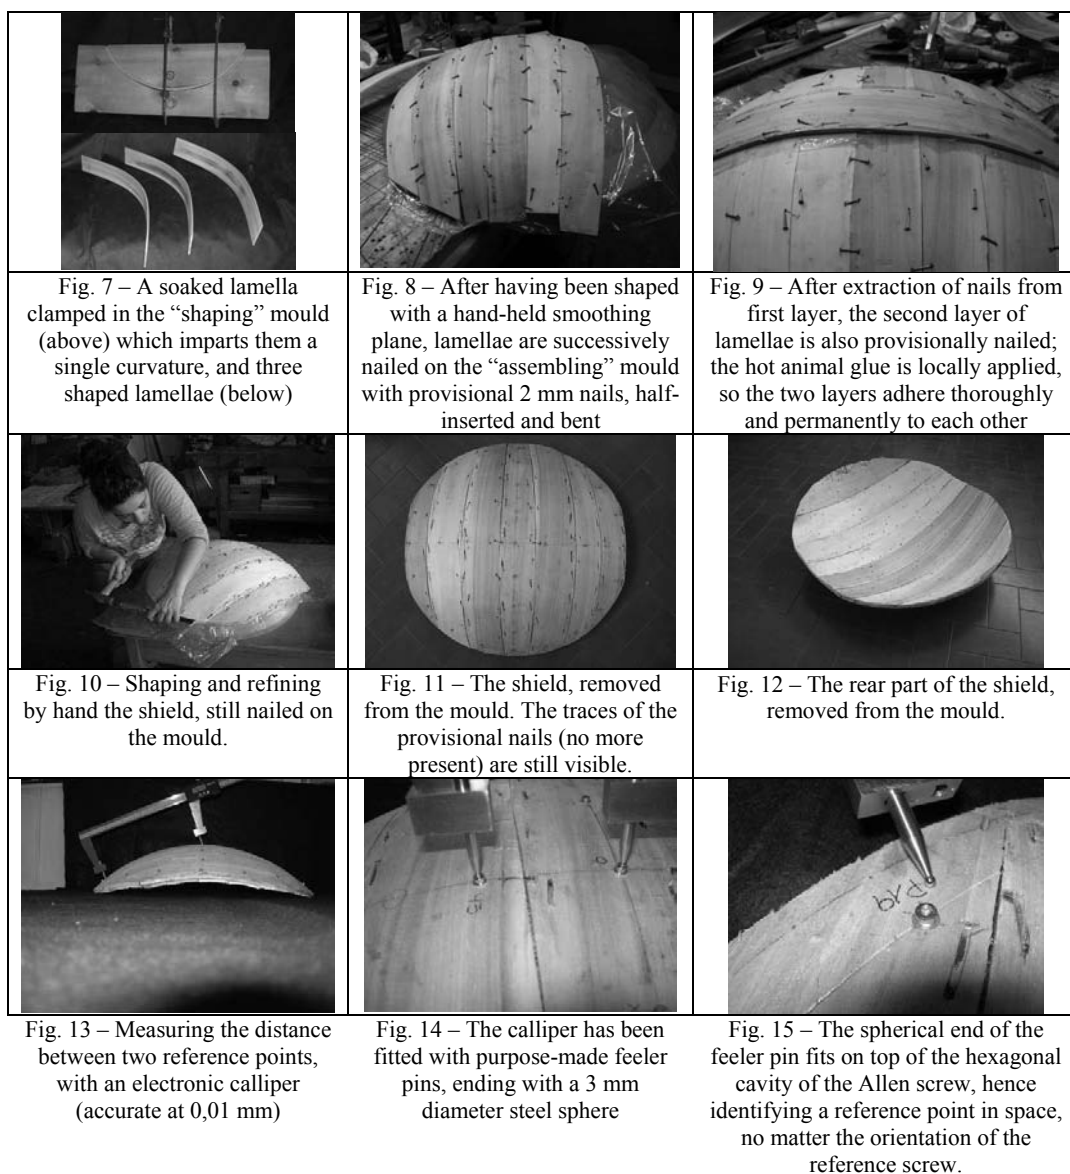 Fig. 7 – A soaked lamella
clamped in the “shaping” mould
(above) which imparts them a
single curvature, and three
shaped lamellae (below)
Fig. 8 – After having been shaped
with a hand-held smoothing
plane, lamellae are successively
nailed on the “assembling” mould
with provisional 2 mm nails, half-
inserted and bent
Fig. 9 – After extraction of nails from
first layer, the second layer of
lamellae is also provisionally nailed;
the hot animal glue is locally applied,
so the two layers adhere thoroughly
and permanently to each other
Fig. 10 – Shaping and refining
by hand the shield, still nailed on
the mould.
Fig. 11 – The shield, removed
from the mould. The traces of the
provisional nails (no more
present) are still visible.
Fig. 12 – The rear part of the shield,
removed from the mould.
Fig. 13 – Measuring the distance
between two reference points,
with an electronic calliper
(accurate at 0,01 mm)
Fig. 14 – The calliper has been
fitted with purpose-made feeler
pins, ending with a 3 mm
diameter steel sphere
Fig. 15 – The spherical end of the
feeler pin fits on top of the hexagonal
cavity of the Allen screw, hence
identifying a reference point in space,
no matter the orientation of the
reference screw.